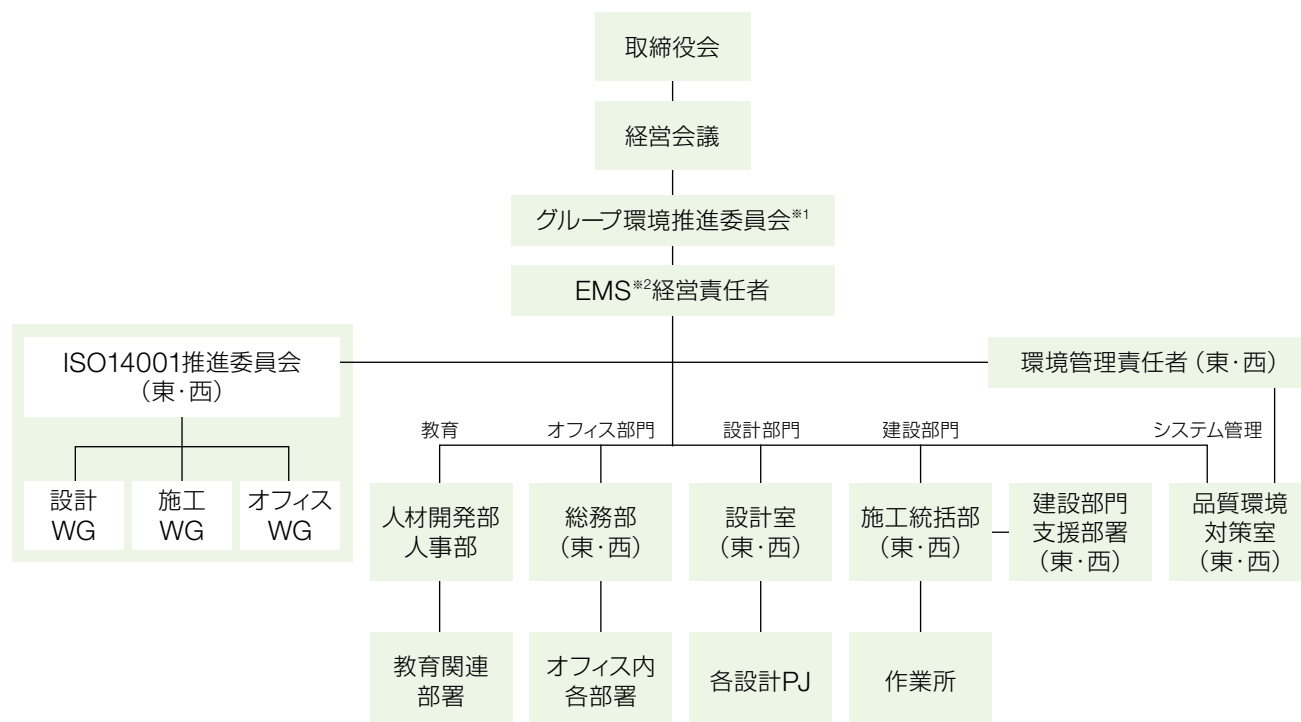 取締役会
経営会議
グループ環境推進委員会※1
EMS※2経営責任者
ISO14001推進委員会
（東・西）
環境管理責任者（東・西）
設計
WG
施工
WG
オフィス
WG
教育
オフィス部門
設計部門
建設部門
システム管理
人材開発部
人事部
総務部
（東・西）
設計室
（東・西）
施工統括部
（東・西）
建設部門
支援部署
（東・西）
品質環境
対策室
（東・西）
教育関連
部署
オフィス内
各部署
各設計PJ
作業所